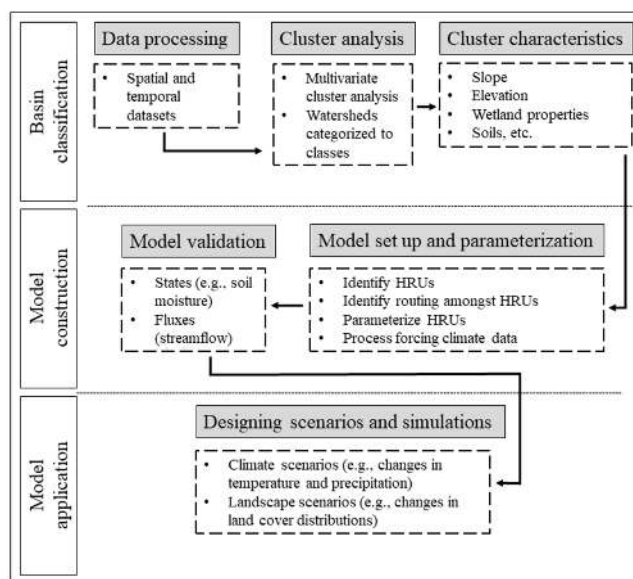 Basin
classification
Data processing
• Spatial and
temporal
datasets
Cluster analysis
• Multivariate
cluster analysis
• Watersheds
categorized to
classes
Cluster characteristics
• Slope
• Elevation
• Wetland properties
• Soils, etc.
Model
construction
Model validation
• States (e.g., soil
moisture)
• Fluxes
(streamflow)
Model set up and parameterization
• Identify HRUs
• Identify routing amongst HRUs
• Parameterize HRUs
• Process forcing climate data
Model
application
Designing scenarios and simulations
• Climate scenarios (e.g., changes in
temperature and precipitation)
• Landscape scenarios (e.g., changes in
land cover distributions)